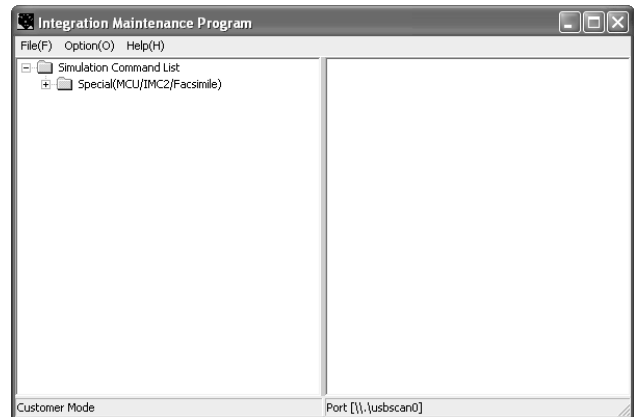 Integration Maintenance Program
File(F) Option(O) Help(H)
Simulation Command List
Special(MCU/IMC2/Facsimile)
Customer Mode
Port [\\.\usbscan0]